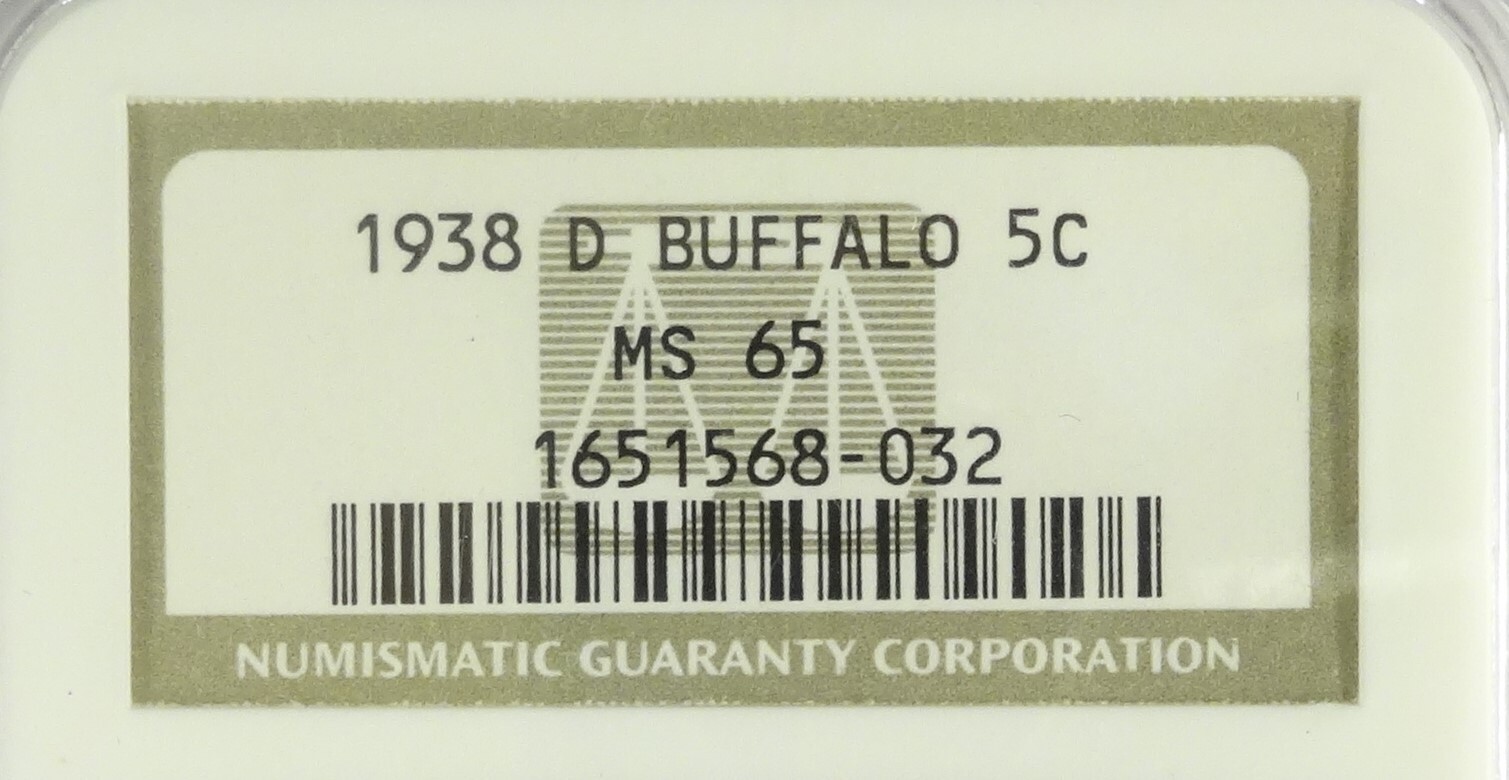 1938 D BUFFALO 5C
MS 65
1651568-032
NUMISMATIC GUARANTY CORPORATION